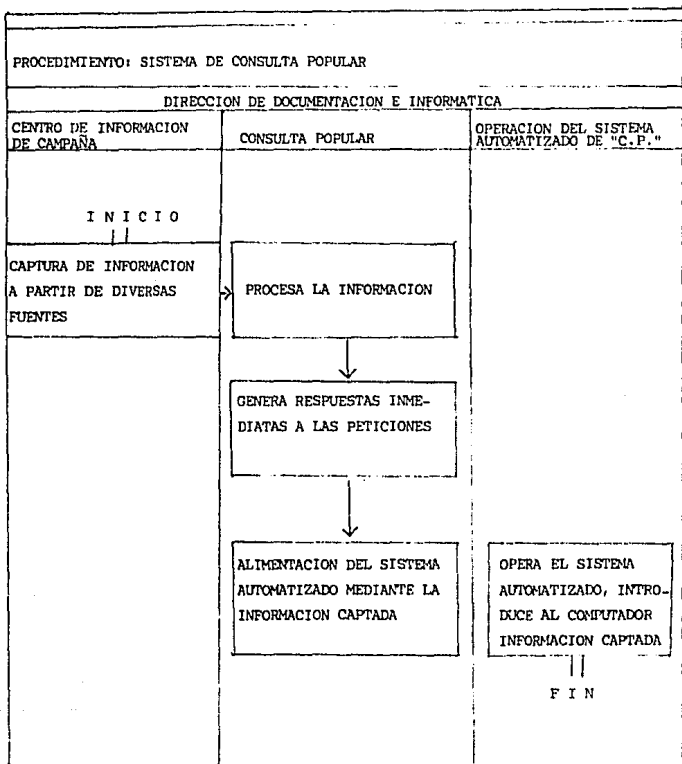 PROCEDIMIENTO: SISTEMA DE CONSULTA POPULAR
DIRECCION DE DOCUMENTACION E INFORMATICA
CENTRO DE INFORMACION
DE CAMPAÑA
CONSULTA POPULAR
OPERACION DEL SISTEMA
AUTOMATIZADO DE "C.P."
I N I C I O
CAPTURA DE INFORMACION
A PARTIR DE DIVERSAS
FUENTES
PROCESA LA INFORMACION
GENERA RESPUESTAS INME-
DIATAS A LAS PETICIONES
ALIMENTACION DEL SISTEMA
AUTOMATIZADO MEDIANTE LA
INFORMACION CAPTADA
OPERA EL SISTEMA
AUTOMATIZADO, INTRO-
DUCE AL COMPUTADOR
INFORMACION CAPTADA
F I N